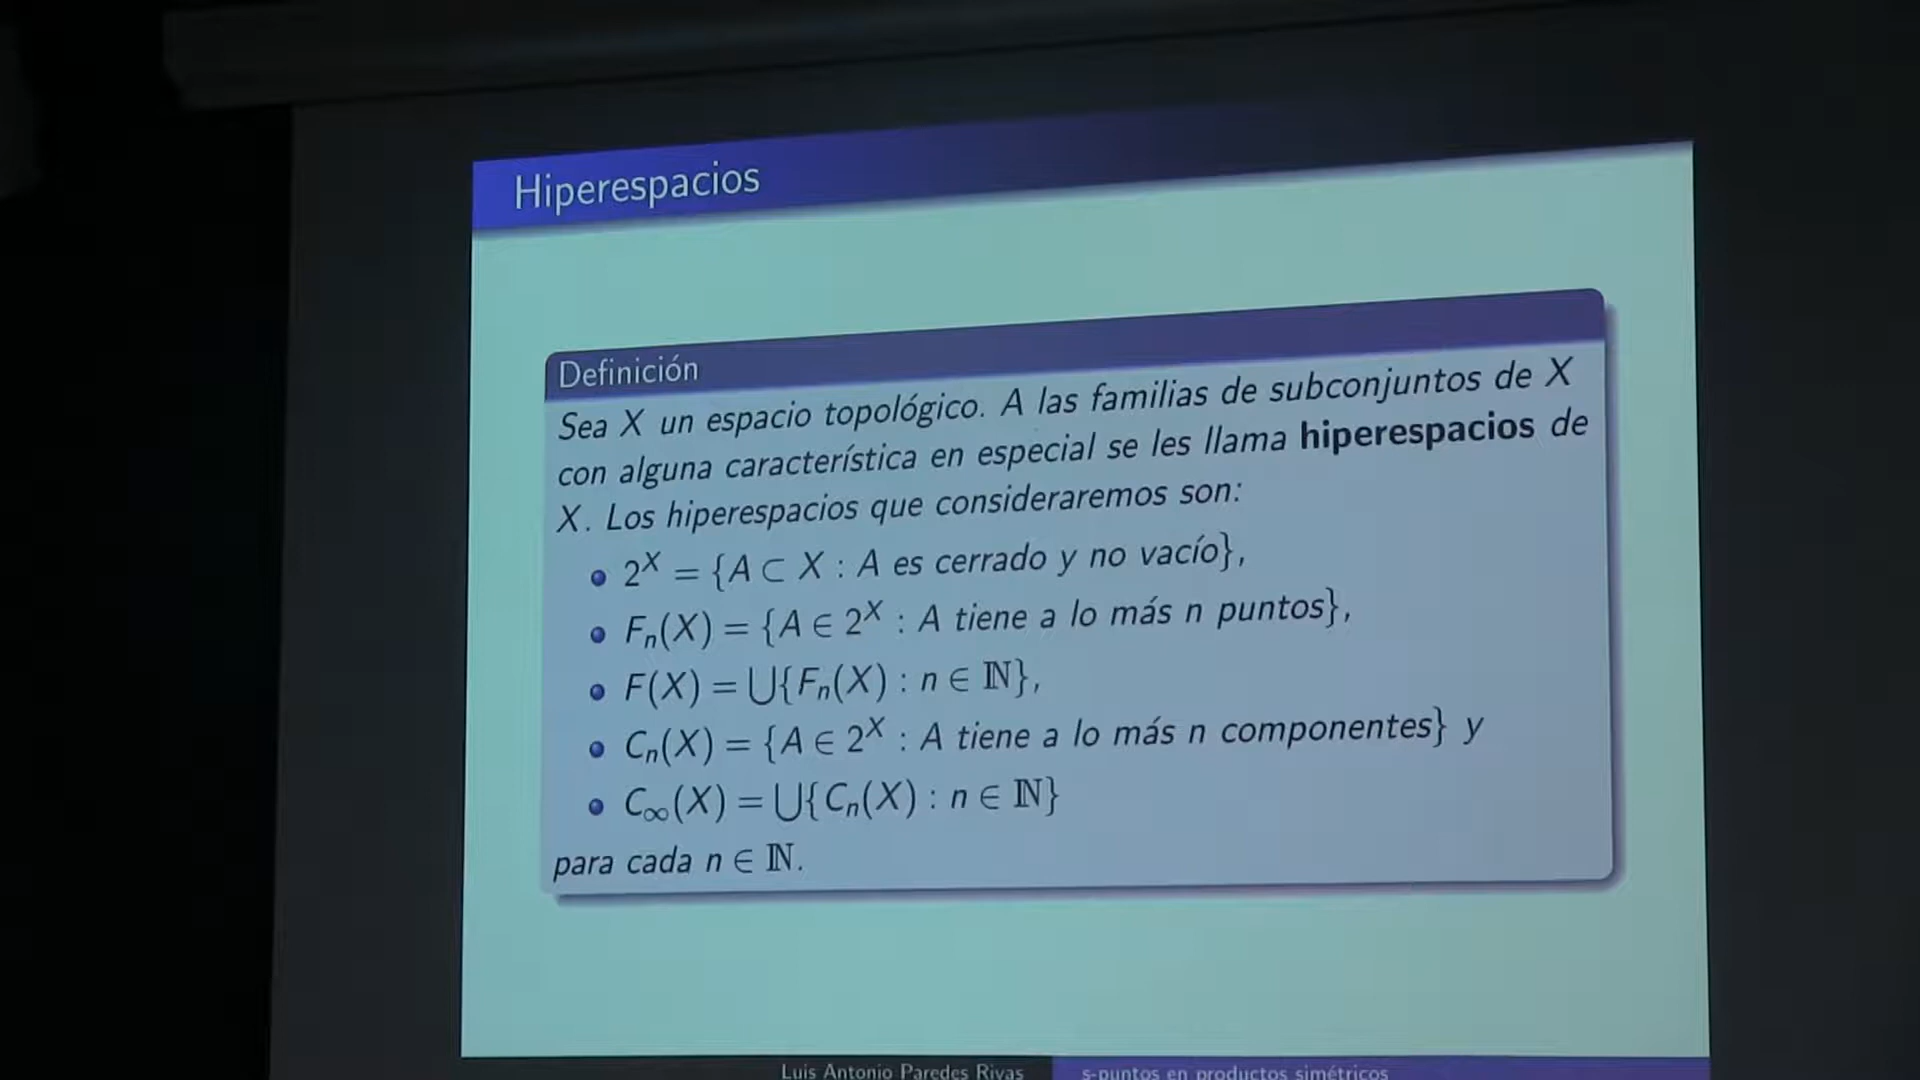 Hiperespacios
Definición
Sea X un espacio topológico. A las familias de subconjuntos de X
con alguna característica en especial se les llama hiperespacios de
X. Los hiperespacios que consideraremos son:
2^X = {A ⊂ X : A es cerrado y no vacío},
F_n(X) = {A ∈ 2^X : A tiene a lo más n puntos},
F(X) = ⋃{F_n(X) : n ∈ ℕ},
C_n(X) = {A ∈ 2^X : A tiene a lo más n componentes} y
C_∞(X) = ⋃{C_n(X) : n ∈ ℕ}
para cada n ∈ ℕ.
Luis Antonio Paredes Rivas s-puntos en productos simétricos